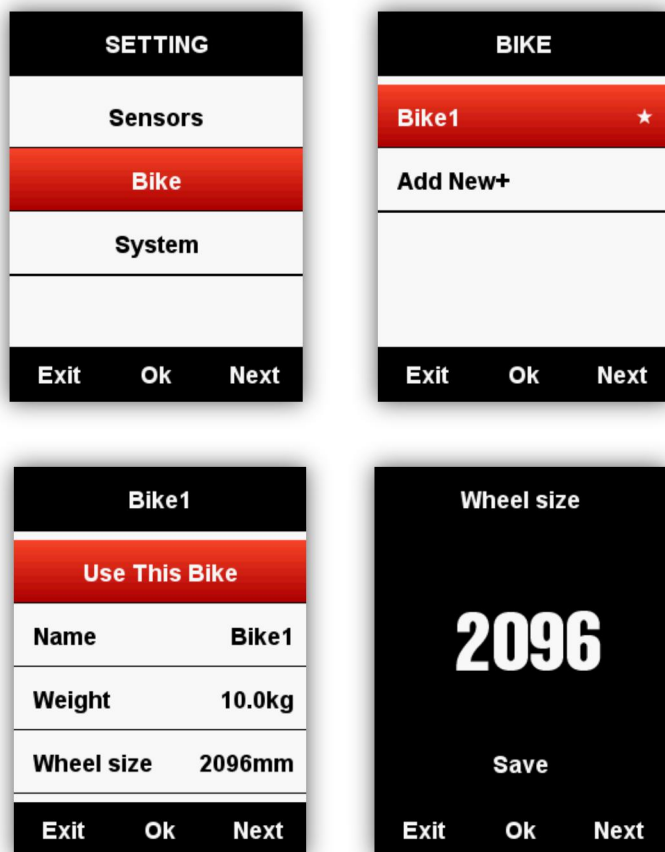 SETTING
Sensors
Bike
System
Exit Ok Next
BIKE
Bike1 ★
Add New+
Exit Ok Next
Bike1
Use This Bike
Name Bike1
Weight 10.0kg
Wheel size 2096mm
Exit Ok Next
Wheel size
2096
Save
Exit Ok Next